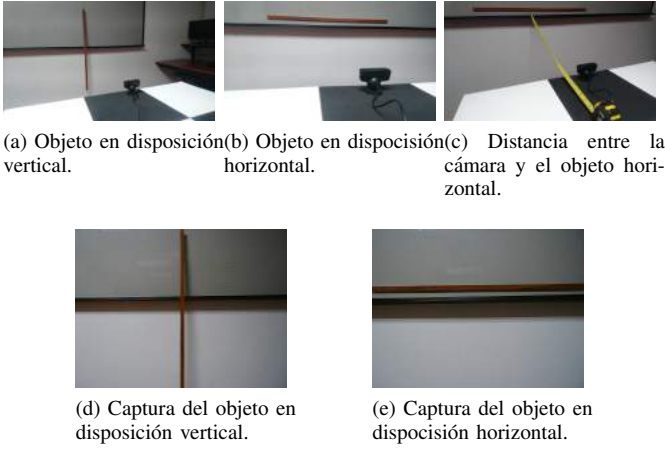 (a) Objeto en disposición
vertical.
(b) Objeto en dispocisión
horizontal.
(c) Distancia entre la
cámara y el objeto hori-
zontal.
(d) Captura del objeto en
disposición vertical.
(e) Captura del objeto en
dispocisión horizontal.